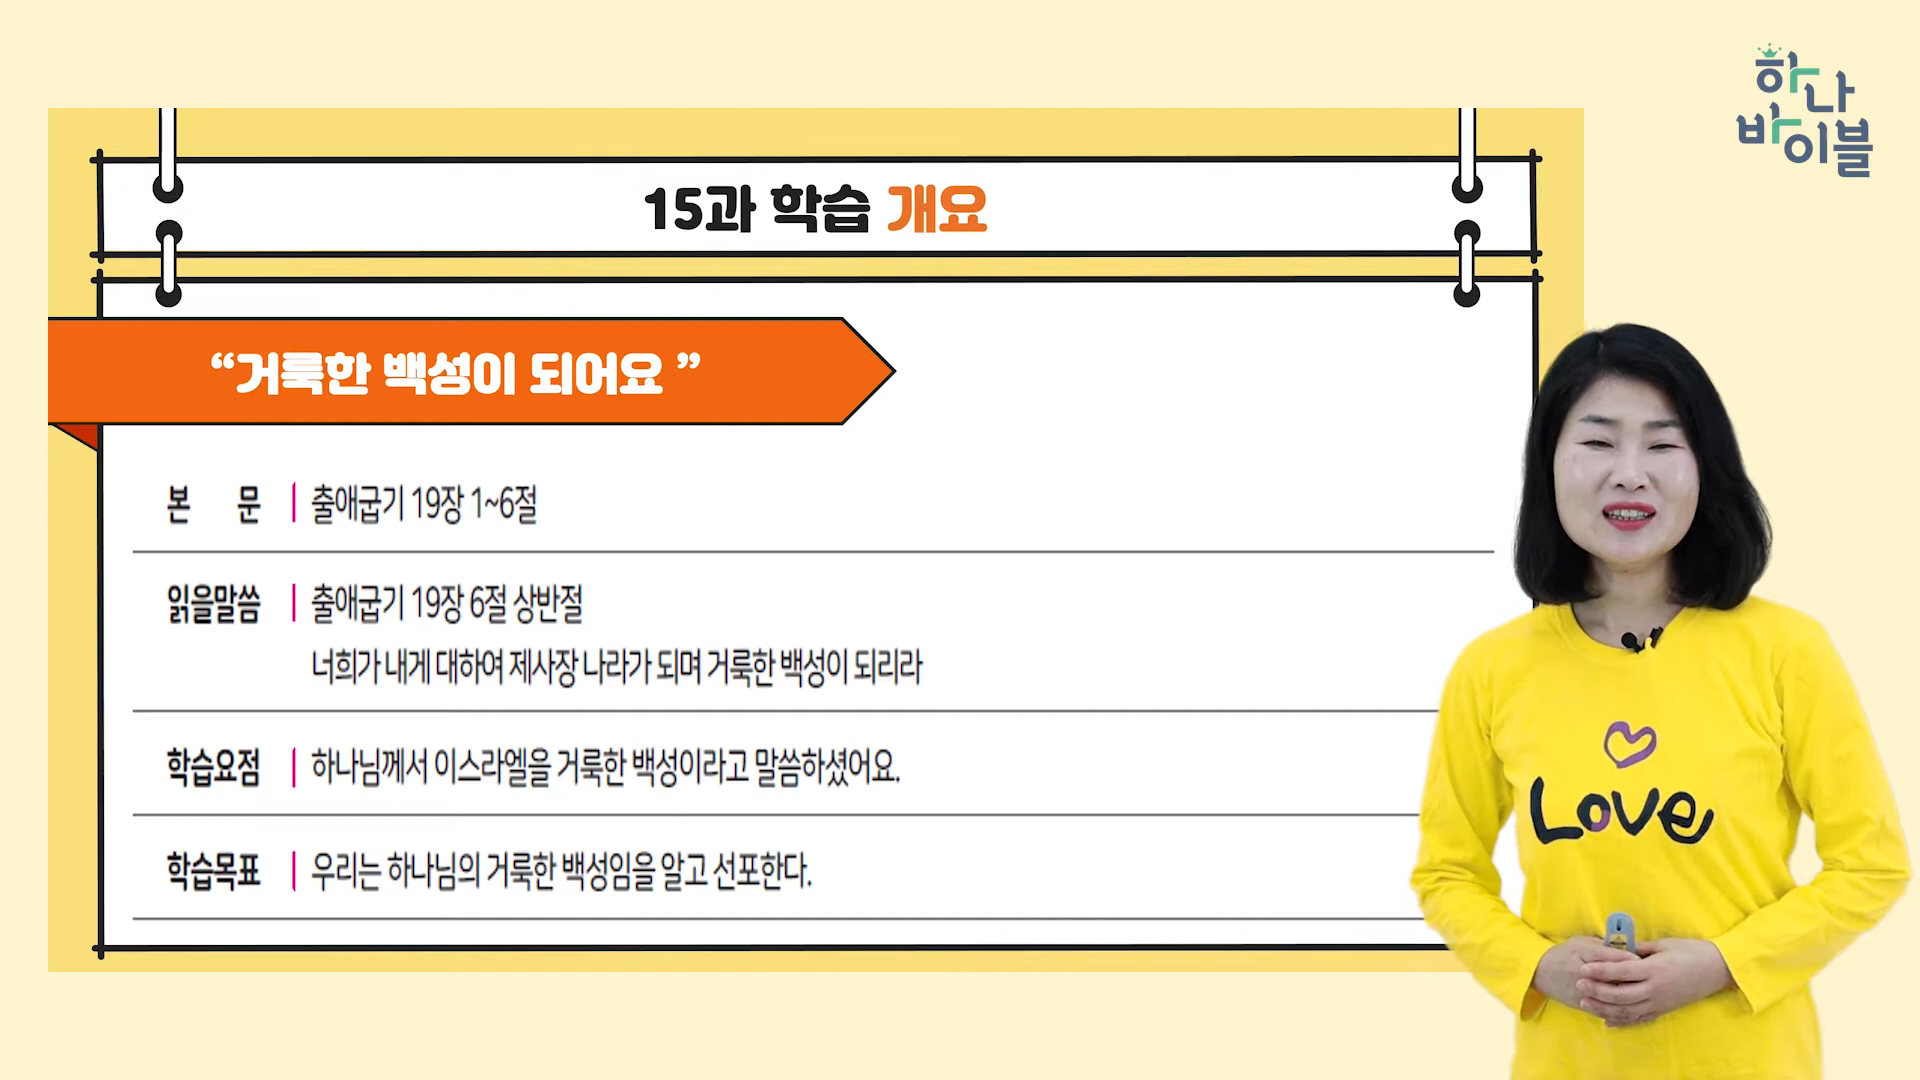 하나
바이블
15과 학습 개요
“거룩한 백성이 되어요 ”
본 문 | 출애굽기 19장 1~6절
읽을말씀 | 출애굽기 19장 6절 상반절
너희가 내게 대하여 제사장 나라가 되며 거룩한 백성이 되리라
학습요점 | 하나님께서 이스라엘을 거룩한 백성이라고 말씀하셨어요.
학습목표 | 우리는 하나님의 거룩한 백성임을 알고 선포한다.
Love